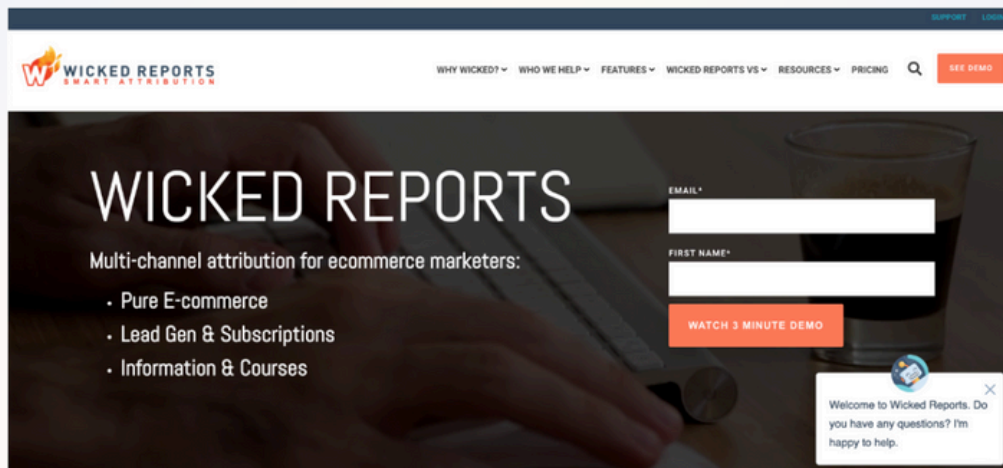 SUPPORT LOGIN
WICKED REPORTS
SMART ATTRIBUTION
WHY WICKED? WHO WE HELP FEATURES WICKED REPORTS VS RESOURCES PRICING
SEE DEMO
WICKED REPORTS
Multi-channel attribution for ecommerce marketers:
• Pure E-commerce
• Lead Gen & Subscriptions
• Information & Courses
EMAIL*
FIRST NAME*
WATCH 3 MINUTE DEMO
Welcome to Wicked Reports. Do
you have any questions? I'm
happy to help.